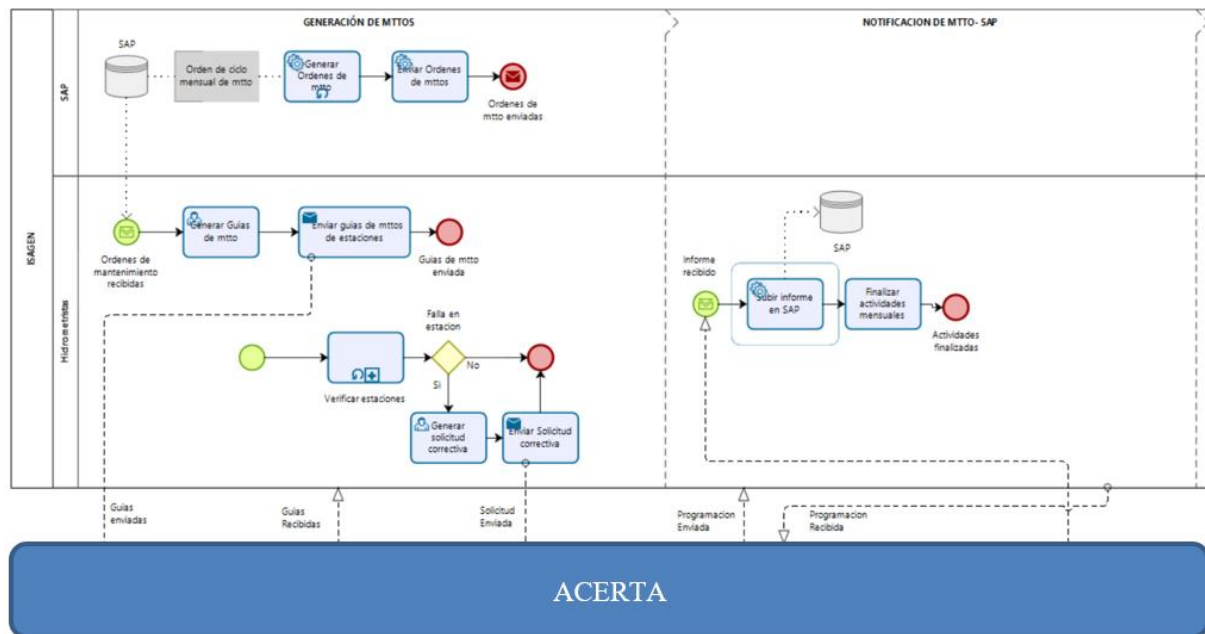 GENERACIÓN DE MTTOS
NOTIFICACION DE MTTO- SAP
ISAGEN
SAP
SAP
Orden de ciclo
mensual de mtto
Generar
Ordenes de
mtto
Enviar Ordenes
de mttos
Ordenes de
mtto enviadas
Hidrometristas
Generar Guias
de mtto
Enviar guias de mttos
de estaciones
Ordenes de
mantenimiento
recibidas
Guias de mtto
enviada
Falla en
estacion
No
Si
Verificar estaciones
Generar
solicitud
correctiva
Enviar Solicitud
correctiva
SAP
Informe
recibido
Subir informe
en SAP
Finalizar
actividades
mensuales
Actividades
finalizadas
Guias
enviadas
Guias
Recibidas
Solicitud
Enviada
Programacion
Enviada
Programacion
Recibida
ACERTA